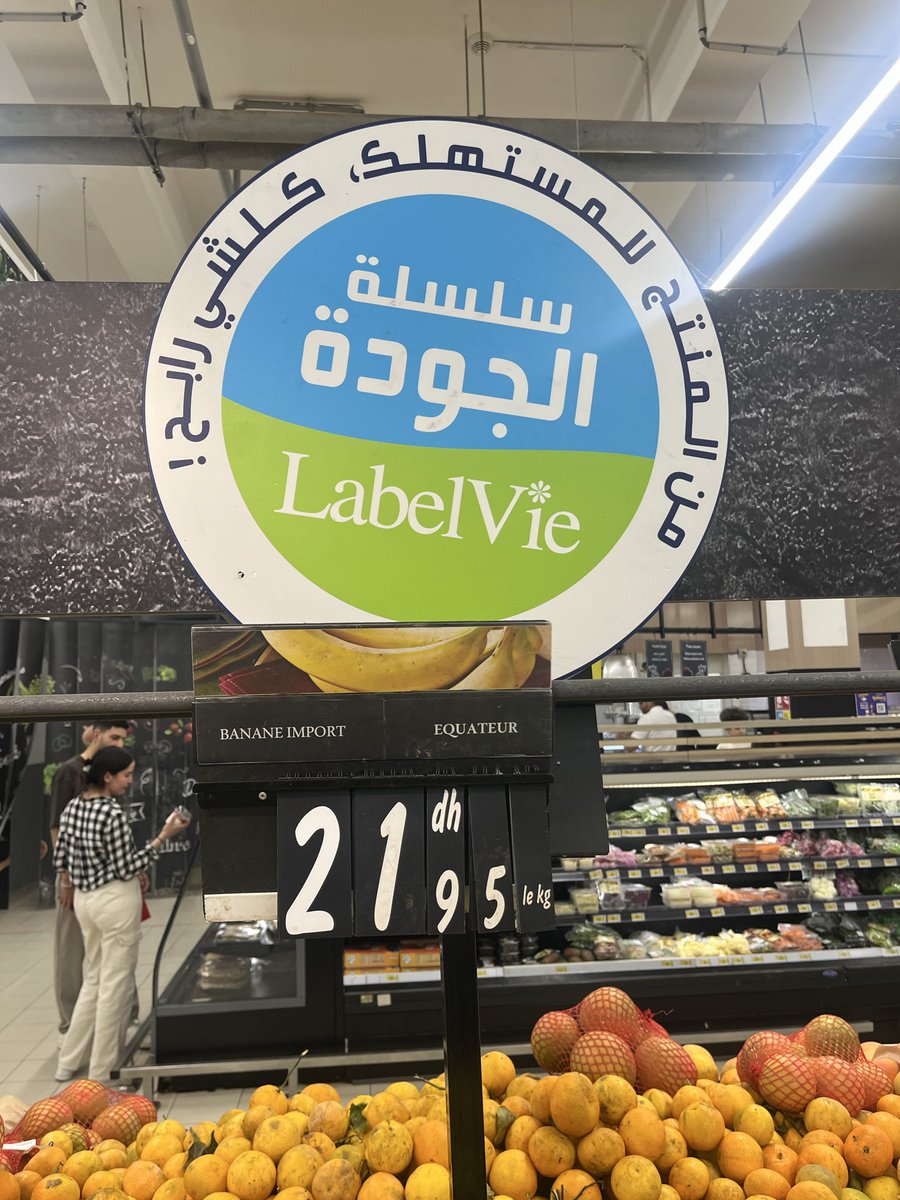 من المنتج للمستهلك، كلشي رابح!
سلسلة
الجودة
LabelVie
BANANE IMPORT
EQUATEUR
21 dh 95 le kg